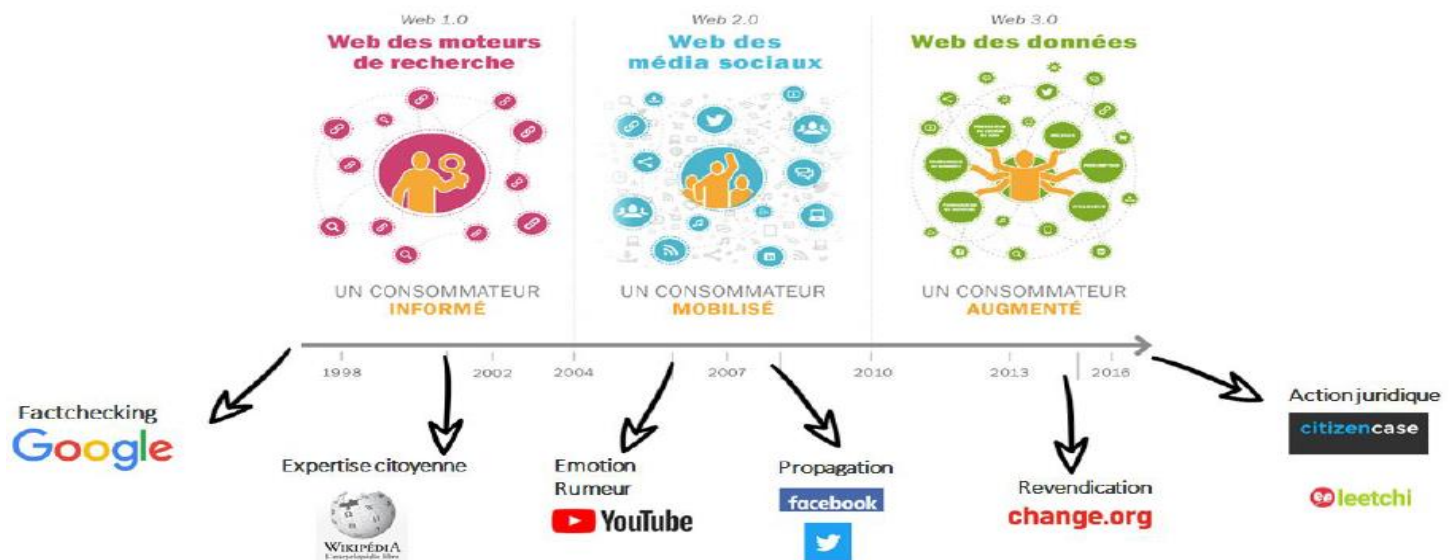 Web 1.0
Web des moteurs
de recherche
Web 2.0
Web des
média sociaux
Web 3.0
Web des données
UN CONSOMMATEUR
INFORMÉ
UN CONSOMMATEUR
MOBILISÉ
UN CONSOMMATEUR
AUGMENTÉ
1998
2002
2004
2007
2010
2013
2016
Factchecking
Google
Expertise citoyenne
WIKIPÉDIA
L'encyclopédie libre
Emotion
Rumeur
YouTube
Propagation
facebook
Revendication
change.org
Action juridique
citizencase
leetchi